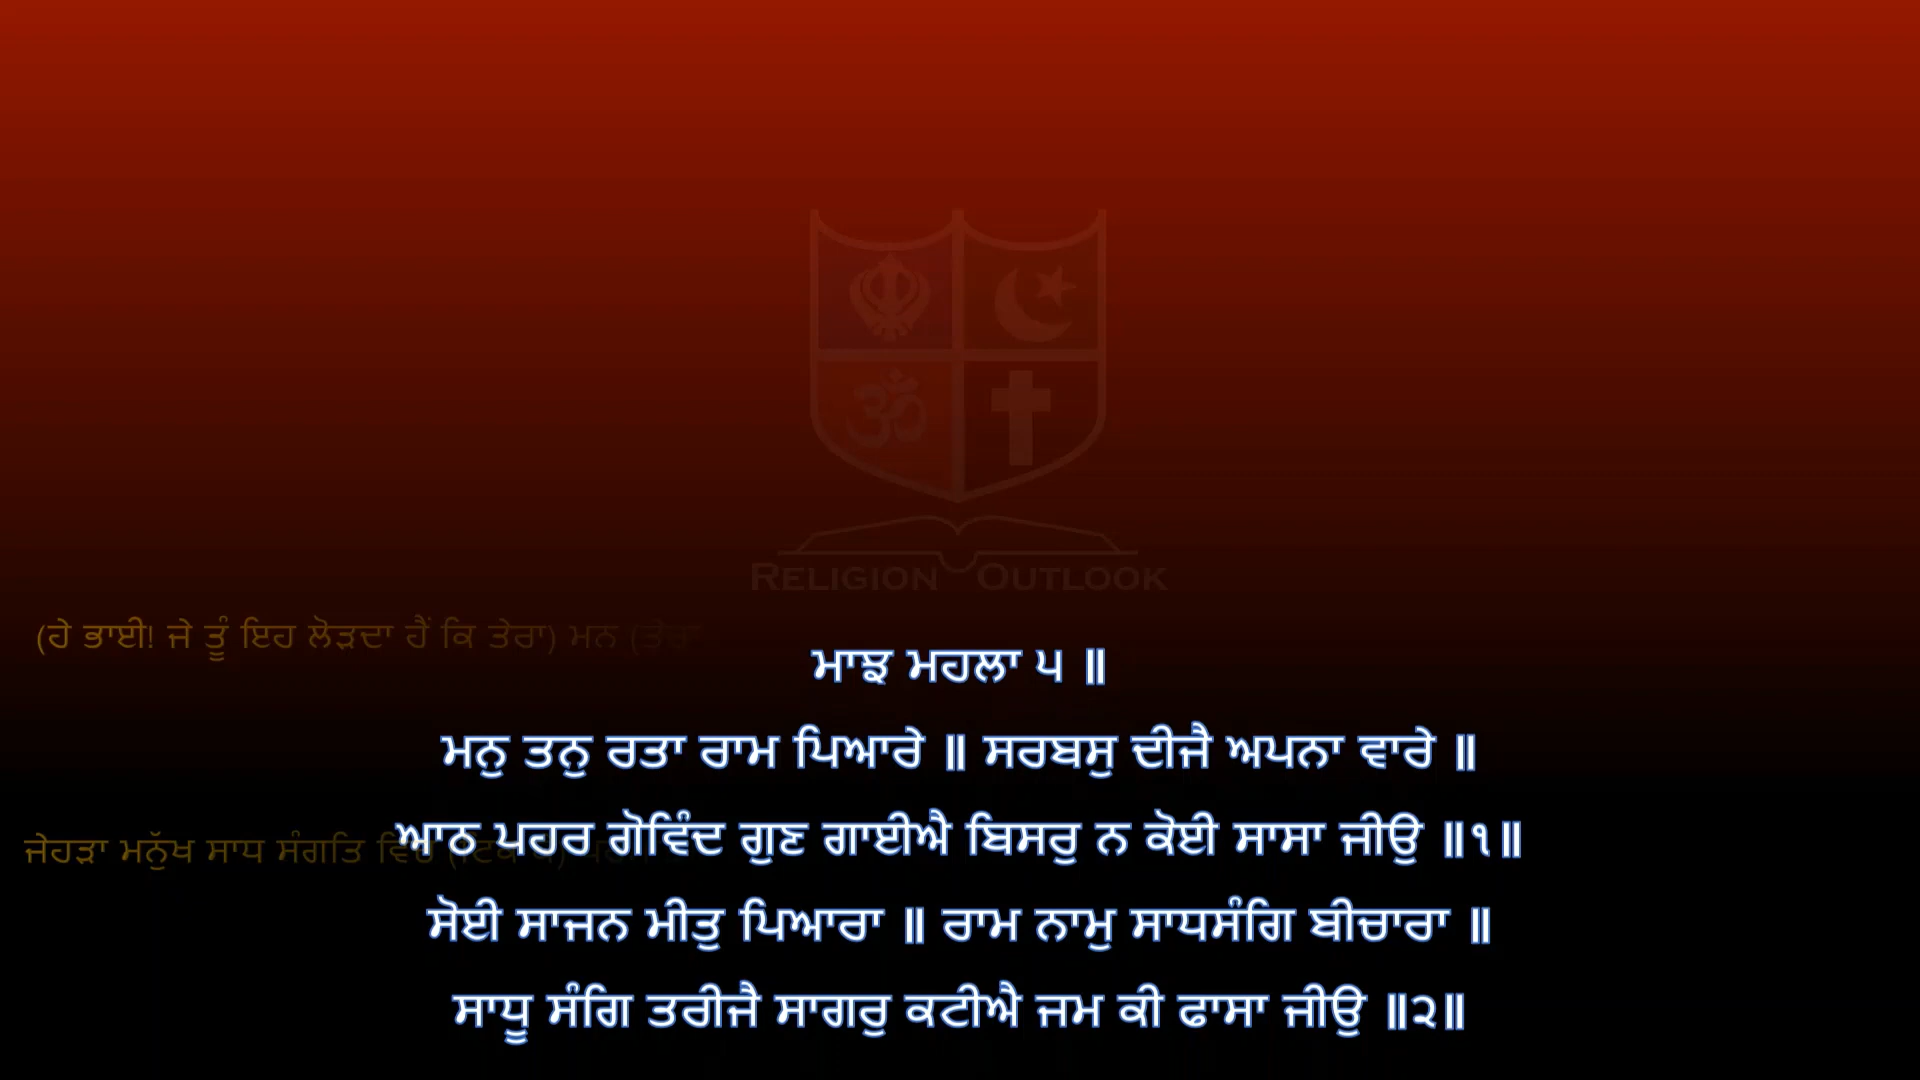 RELIGION OUTLOOK
(ਹੇ ਭਾਈ! ਜੇ ਤੂੰ ਇਹ ਲੋੜਦਾ ਹੈਂ ਕਿ ਤੇਰਾ) ਮਨ (ਤੇਰਾ
ਮਾਝ ਮਹਲਾ ੫ ॥
ਮਨੁ ਤਨੁ ਰਤਾ ਰਾਮ ਪਿਆਰੇ ॥ ਸਰਬਸੁ ਦੀਜੈ ਅਪਨਾ ਵਾਰੇ ॥
ਆਠ ਪਹਰ ਗੋਵਿੰਦ ਗੁਣ ਗਾਈਐ ਬਿਸਰੁ ਨ ਕੋਈ ਸਾਸਾ ਜੀਉ ॥੧॥
ਜੇਹੜਾ ਮਨੁੱਖ ਸਾਧ ਸੰਗਤਿ
ਸੋਈ ਸਾਜਨ ਮੀਤੁ ਪਿਆਰਾ ॥ ਰਾਮ ਨਾਮੁ ਸਾਧਸੰਗਿ ਬੀਚਾਰਾ ॥
ਸਾਧੂ ਸੰਗਿ ਤਰੀਜੈ ਸਾਗਰੁ ਕਟੀਐ ਜਮ ਕੀ ਫਾਸਾ ਜੀਉ ॥੨॥